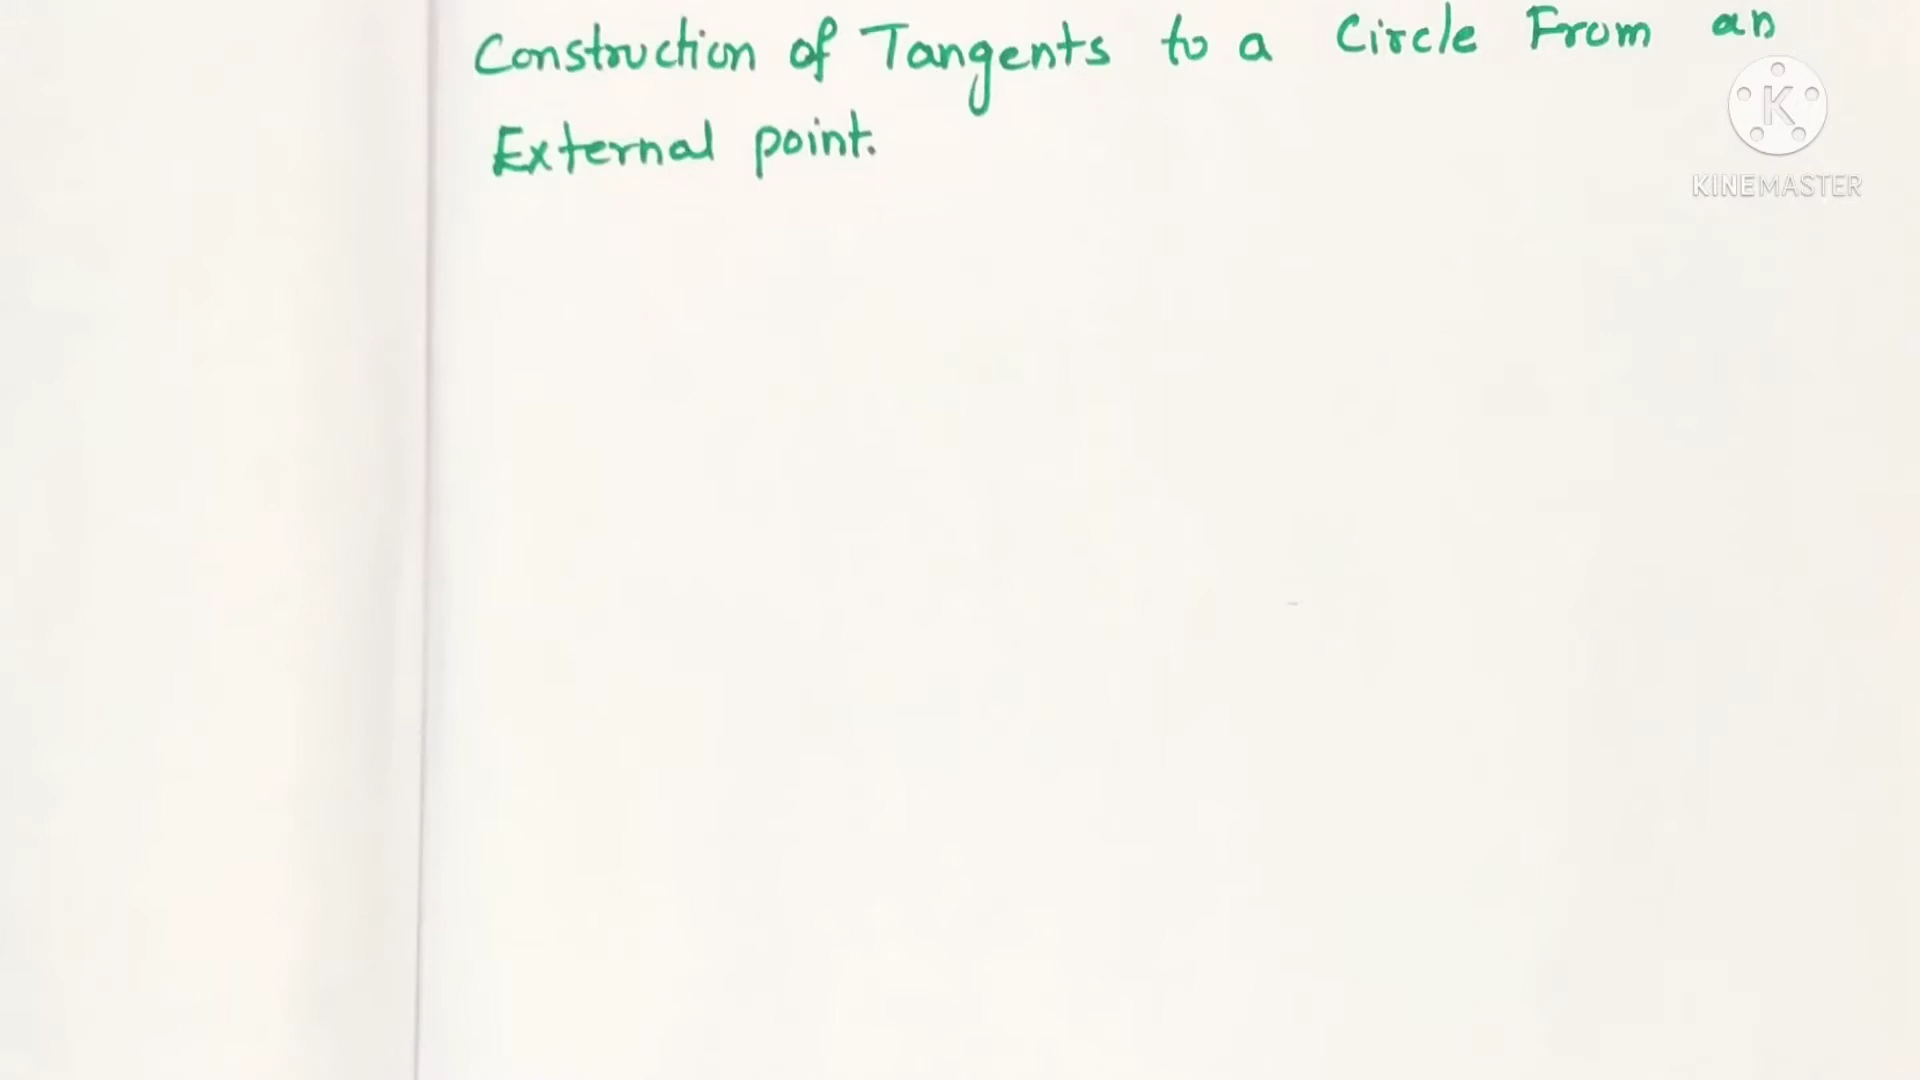 Construction of Tangents to a Circle From an
External point.
K
KINEMASTER